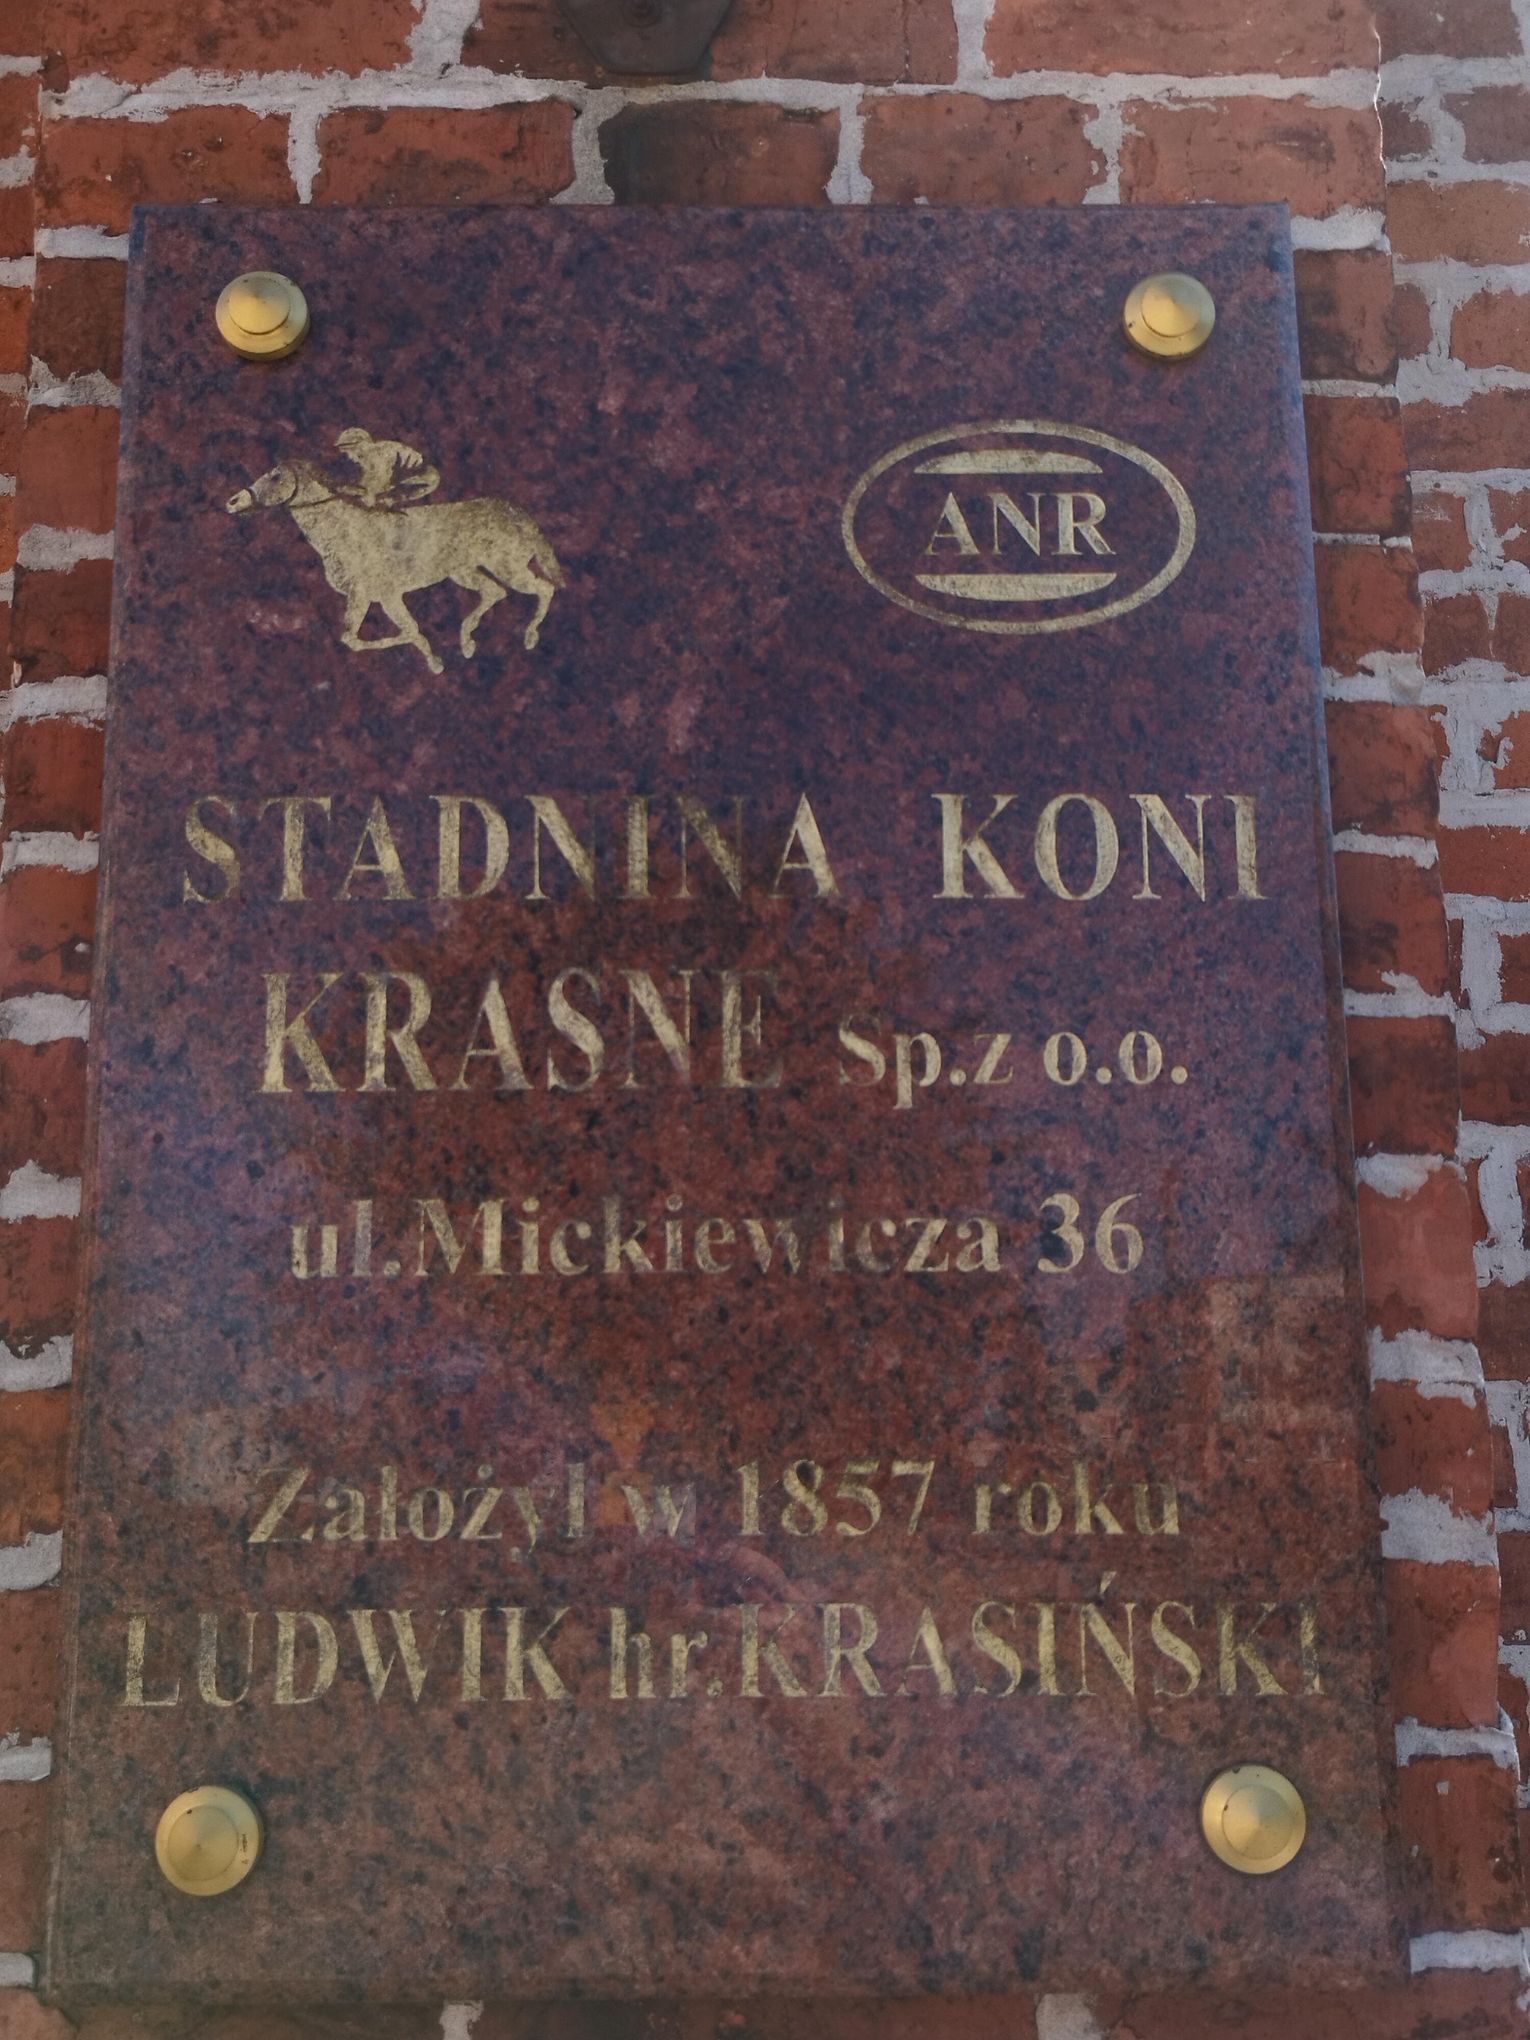 ANR
STADNINA KONI
KRASNE Sp.z o.o.
ul.Mickiewicza 36
Założył w 1857 roku
LUDWIK hr.KRASIŃSKI